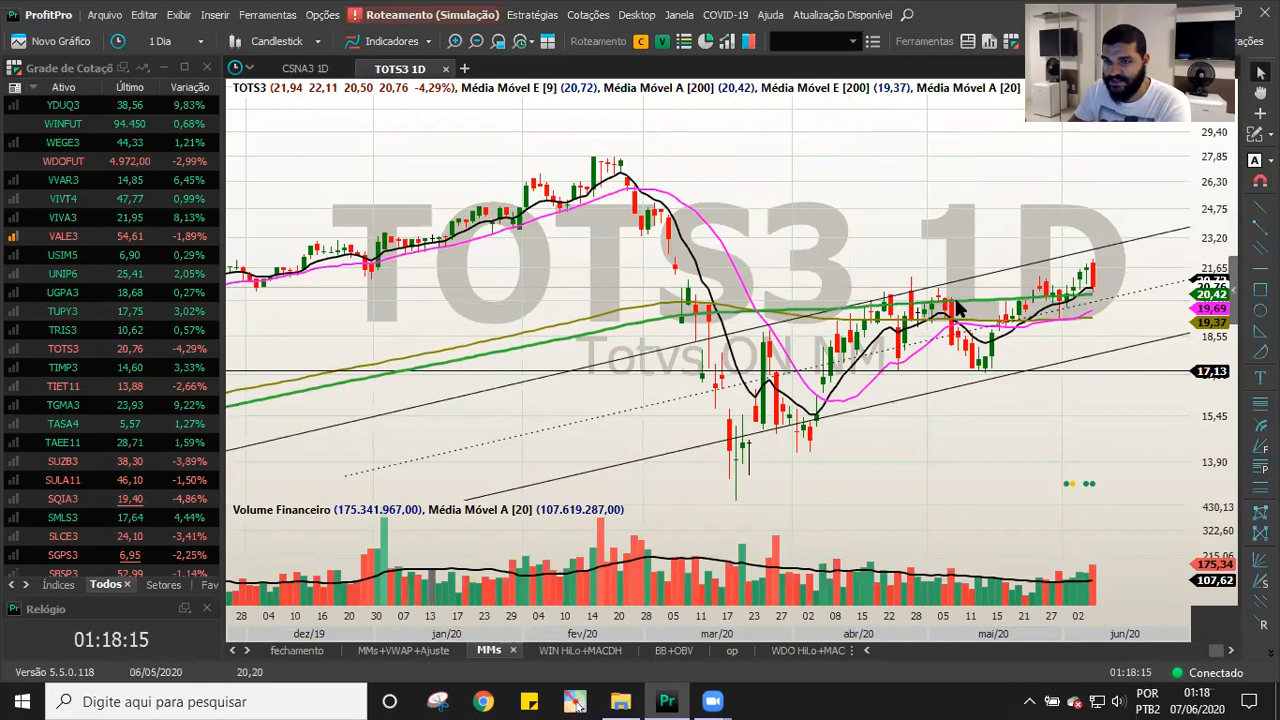 ProfitPro
Arquivo
Editar
Exibir
Inserir
Ferramentas
Opções
Roteamento (Simulação)
Estratégias
Cotações
Desktop
Janela
COVID-19
Ajuda
Atualização Disponível
Novo Gráfico
1 Dia
Candlestick
Indicadores
Roteamento
C
V
Ferramentas
Grade de Cotaçõ
CSNA3 1D
TOTS3 1D
Ativo Último Variação
YDUQ3 38,56 9,83%
WINFUT 94.450 0,68%
WEGE3 44,33 1,21%
WDOFUT 4.972,00 -2,99%
VVAR3 14,85 6,45%
VIVT4 47,77 0,99%
VIVA3 21,95 8,13%
VALE3 54,61 -1,89%
USIM5 6,90 0,29%
UNIP6 25,41 2,05%
UGPA3 18,68 0,27%
TUPY3 17,75 3,02%
TRIS3 10,62 0,57%
TOTS3 20,76 -4,29%
TIMP3 14,60 3,33%
TIET11 13,88 -2,66%
TGMA3 23,93 9,22%
TASA4 5,57 1,27%
TAEE11 28,71 1,59%
SUZB3 38,30 -3,89%
SULA11 46,10 -1,50%
SQIA3 19,40 -4,86%
SMLS3 17,64 4,44%
SLCE3 24,10 -3,41%
SGPS3 6,95 -2,25%
SBSP3 52,99 -1,14%
Índices Todos Setores Fav
Relógio
01:18:15
TOTS3 (21,94 22,11 20,50 20,76 -4,29%), Média Móvel E [9] (20,72), Média Móvel A [200] (20,42), Média Móvel E [200] (19,37), Média Móvel A [20]
TOTS3 1D
Totvs ON N
29,40
27,85
26,30
24,75
23,20
21,65
20,76
20,42
19,69
19,37
18,55
17,13
15,45
13,90
Volume Financeiro (175.341.967,00), Média Móvel A [20] (107.619.287,00)
430,13
322,60
215,06
175,34
107,62
28 04 10 14 20 26 30 07 13 17 23 29 04 10 14 20 28 05 11 17 23 27 02 08 15 22 28 05 11 15 21 27 02
dez/19 jan/20 fev/20 mar/20 abr/20 mai/20 jun/20
fechamento MMs+VWAP+Ajuste MMs WIN HiLo+MACDH BB+OBV op WDO HiLo+MAC
Versão 5.5.0.118
06/05/2020
20,20
01:18:15
Conectado
Digite aqui para pesquisar
Pr
POR
PTB2
01:18
07/06/2020